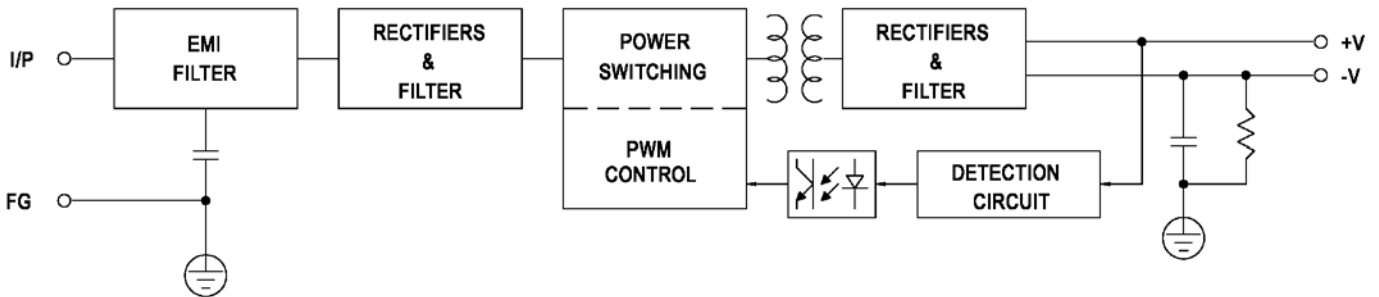 I/P
EMI
FILTER
RECTIFIERS
&
FILTER
POWER
SWITCHING
PWM
CONTROL
RECTIFIERS
&
FILTER
+V
-V
DETECTION
CIRCUIT
FG